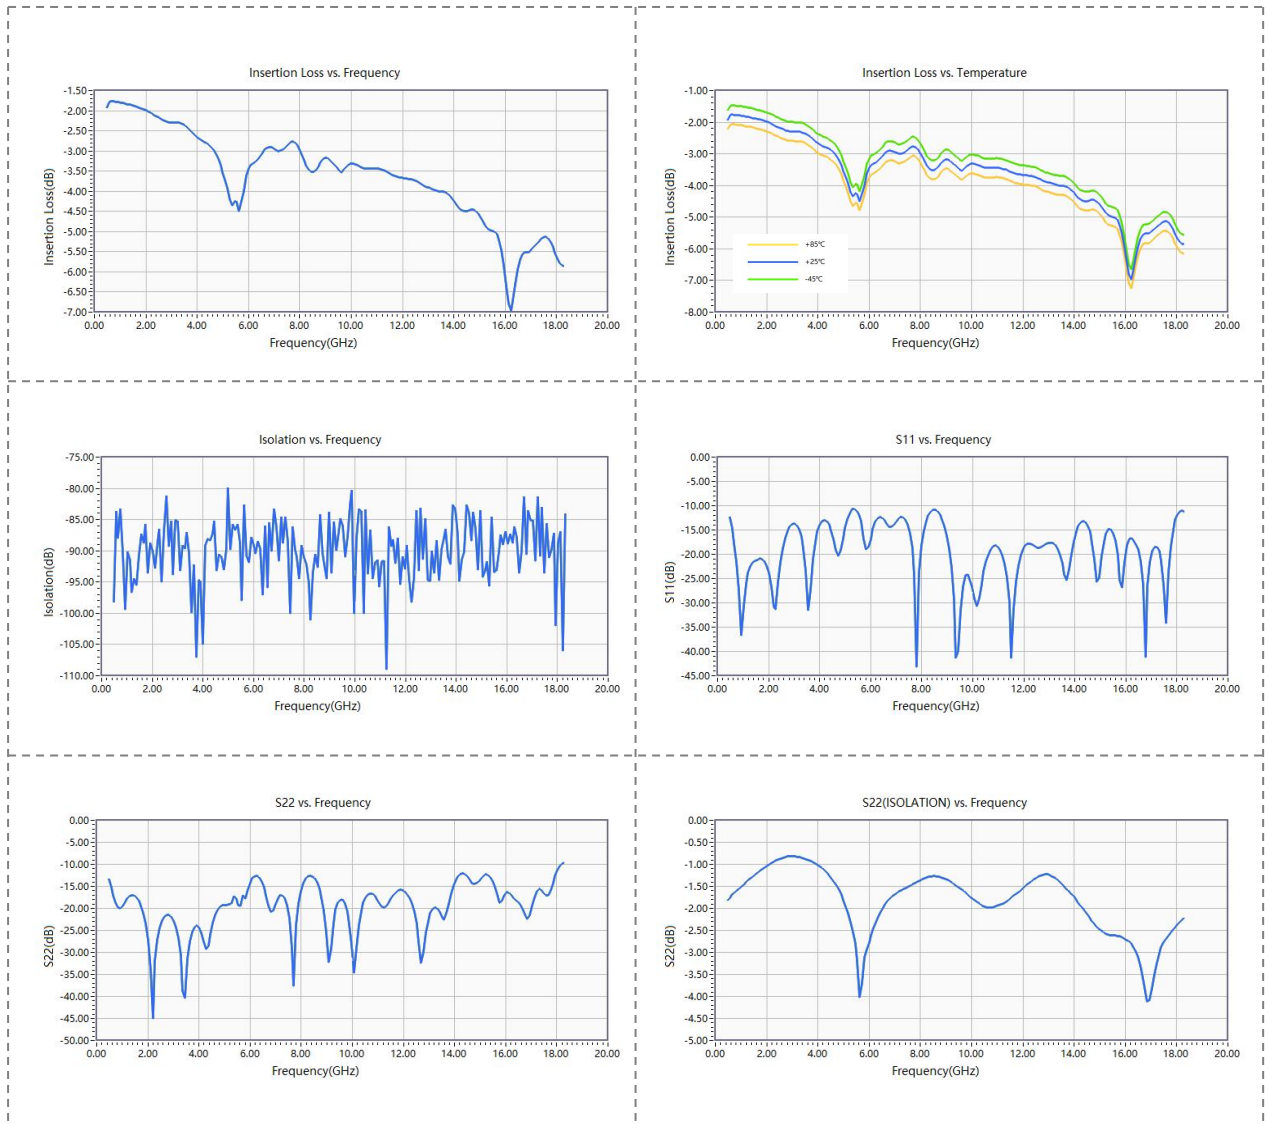 Insertion Loss vs. Frequency
-1.50
-2.00
-2.50
-3.00
-3.50
-4.00
-4.50
-5.00
-5.50
-6.00
-6.50
-7.00
Insertion Loss(dB)
0.00 2.00 4.00 6.00 8.00 10.00 12.00 14.00 16.00 18.00 20.00
Frequency(GHz)
Insertion Loss vs. Temperature
-1.00
-2.00
-3.00
-4.00
-5.00
-6.00
-7.00
-8.00
Insertion Loss(dB)
+85℃
+25℃
-45℃
0.00 2.00 4.00 6.00 8.00 10.00 12.00 14.00 16.00 18.00 20.00
Frequency(GHz)
Isolation vs. Frequency
-75.00
-80.00
-85.00
-90.00
-95.00
-100.00
-105.00
-110.00
Isolation(dB)
0.00 2.00 4.00 6.00 8.00 10.00 12.00 14.00 16.00 18.00 20.00
Frequency(GHz)
S11 vs. Frequency
0.00
-5.00
-10.00
-15.00
-20.00
-25.00
-30.00
-35.00
-40.00
-45.00
S11(dB)
0.00 2.00 4.00 6.00 8.00 10.00 12.00 14.00 16.00 18.00 20.00
Frequency(GHz)
S22 vs. Frequency
0.00
-5.00
-10.00
-15.00
-20.00
-25.00
-30.00
-35.00
-40.00
-45.00
-50.00
S22(dB)
0.00 2.00 4.00 6.00 8.00 10.00 12.00 14.00 16.00 18.00 20.00
Frequency(GHz)
S22(ISOLATION) vs. Frequency
0.00
-0.50
-1.00
-1.50
-2.00
-2.50
-3.00
-3.50
-4.00
-4.50
-5.00
S22(dB)
0.00 2.00 4.00 6.00 8.00 10.00 12.00 14.00 16.00 18.00 20.00
Frequency(GHz)